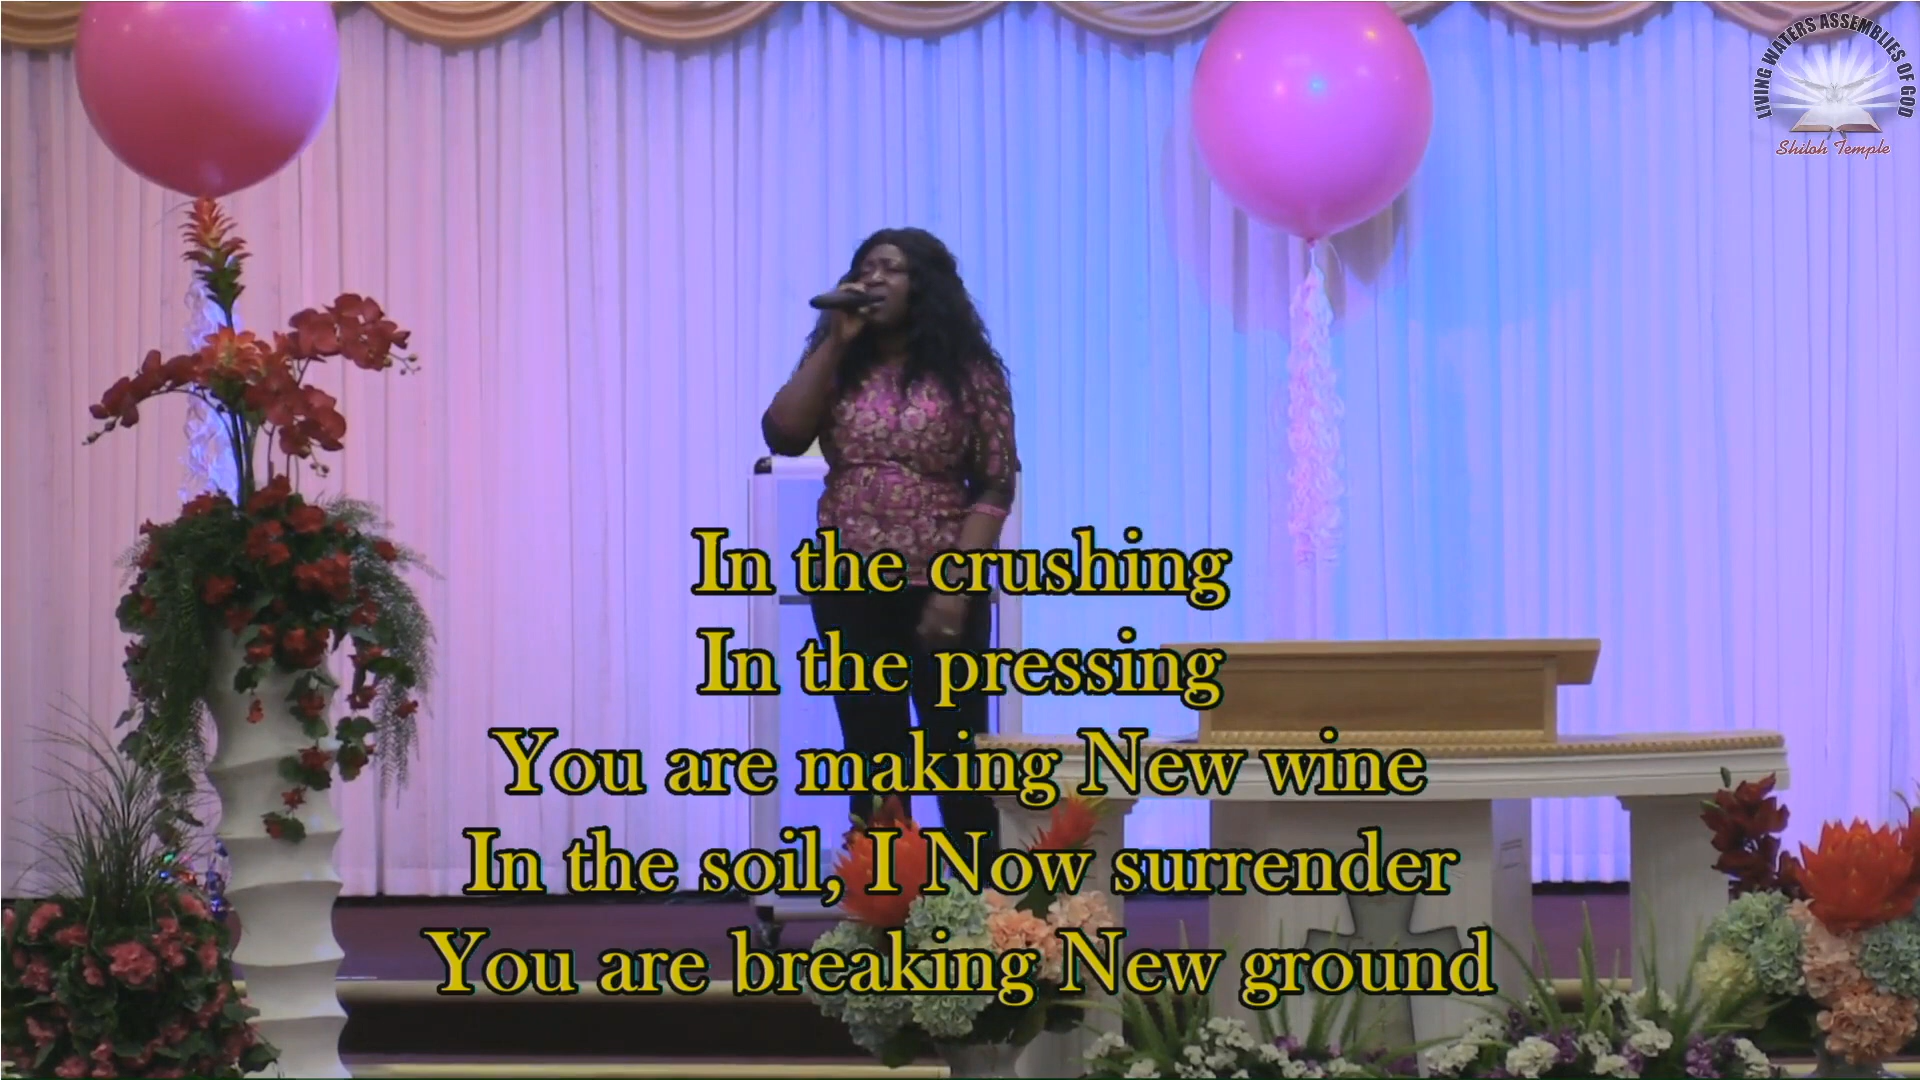 LIVING WATERS ASSEMBLIES OF GOD
Shiloh Temple
In the crushing
In the pressing
You are making New wine
In the soil, I Now surrender
You are breaking New ground